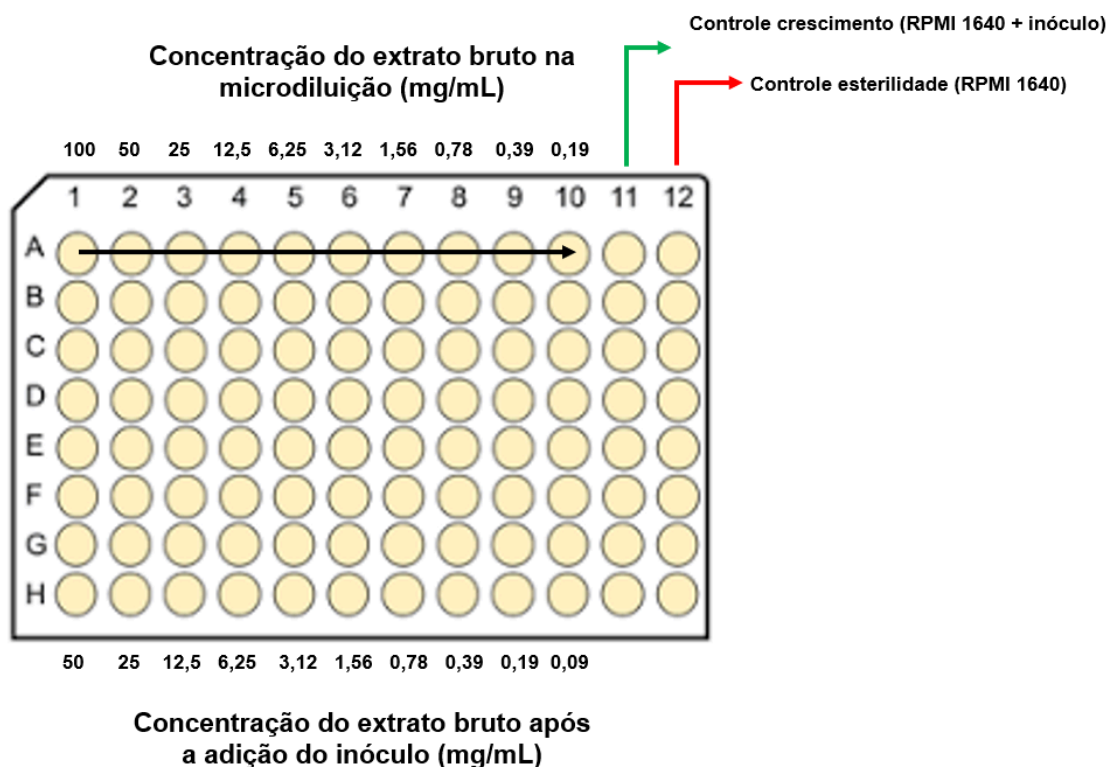 Controle crescimento (RPMI 1640 + inóculo)
Concentração do extrato bruto na
microdiluição (mg/mL)
Controle esterilidade (RPMI 1640)
100 50 25 12,5 6,25 3,12 1,56 0,78 0,39 0,19
1 2 3 4 5 6 7 8 9 10 11 12
A
B
C
D
E
F
G
H
50 25 12,5 6,25 3,12 1,56 0,78 0,39 0,19 0,09
Concentração do extrato bruto após
a adição do inóculo (mg/mL)